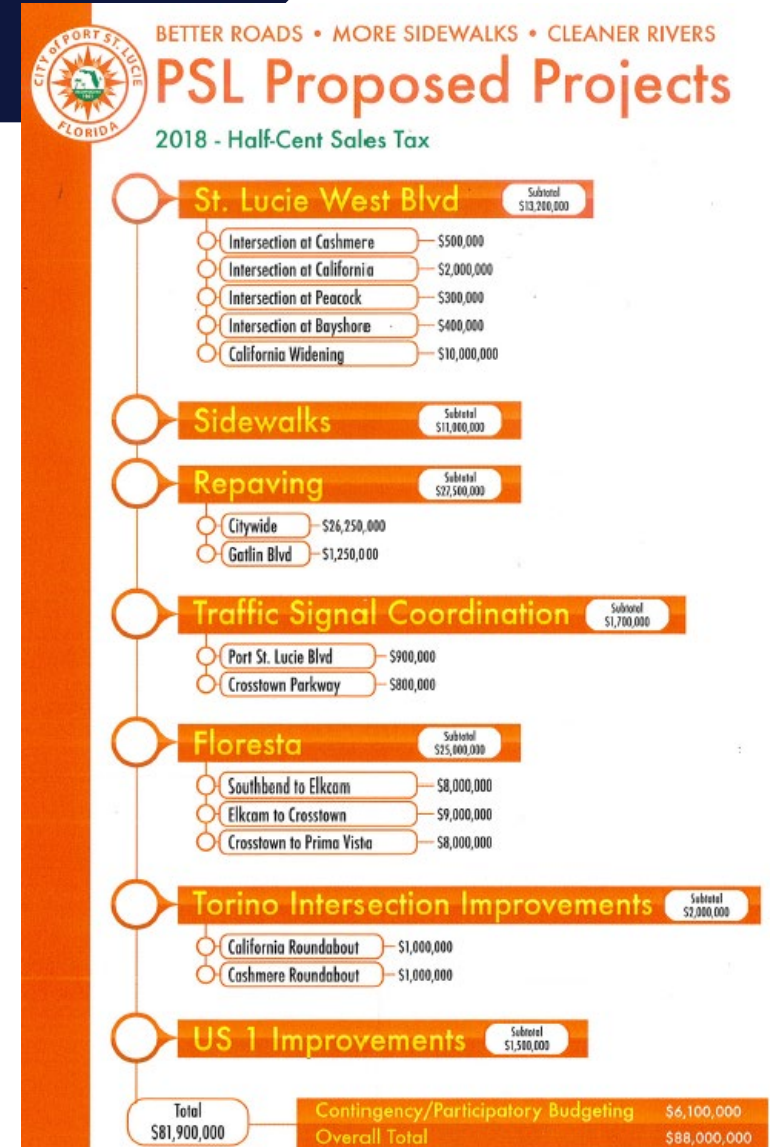 CITY of PORT ST. LUCIE
FLORIDA
BETTER ROADS • MORE SIDEWALKS • CLEANER RIVERS
PSL Proposed Projects
2018 - Half-Cent Sales Tax
St. Lucie West Blvd
Subtotal
$13,200,000
Intersection at Cashmere
$500,000
Intersection at California
$2,000,000
Intersection at Peacock
$300,000
Intersection at Bayshore
$400,000
California Widening
$10,000,000
Sidewalks
Subtotal
$11,000,000
Repaving
Subtotal
$27,500,000
Citywide
$26,250,000
Gatlin Blvd
$1,250,000
Traffic Signal Coordination
Subtotal
$1,700,000
Port St. Lucie Blvd
$900,000
Crosstown Parkway
$800,000
Floresta
Subtotal
$25,000,000
Southbend to Elkcam
$8,000,000
Elkcam to Crosstown
$9,000,000
Crosstown to Prima Vista
$8,000,000
Torino Intersection Improvements
Subtotal
$2,000,000
California Roundabout
$1,000,000
Cashmere Roundabout
$1,000,000
US 1 Improvements
Subtotal
$1,500,000
Total
$81,900,000
Contingency/Participatory Budgeting $6,100,000
Overall Total $88,000,000